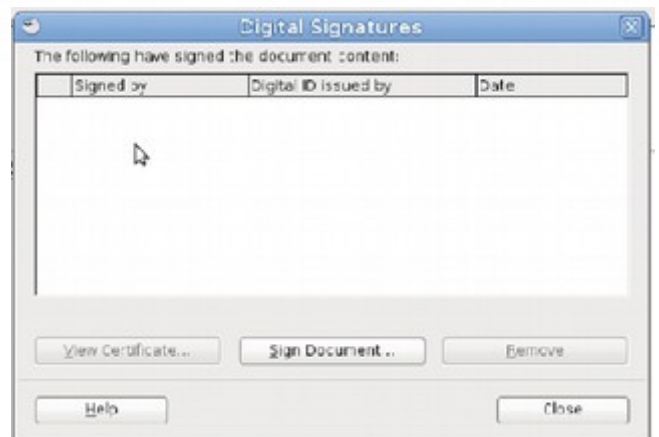 Digital Signatures
The following have signed the document content:
Signed by Digital ID issued by Date
View Certificate... Sign Document... Remove
Help Close